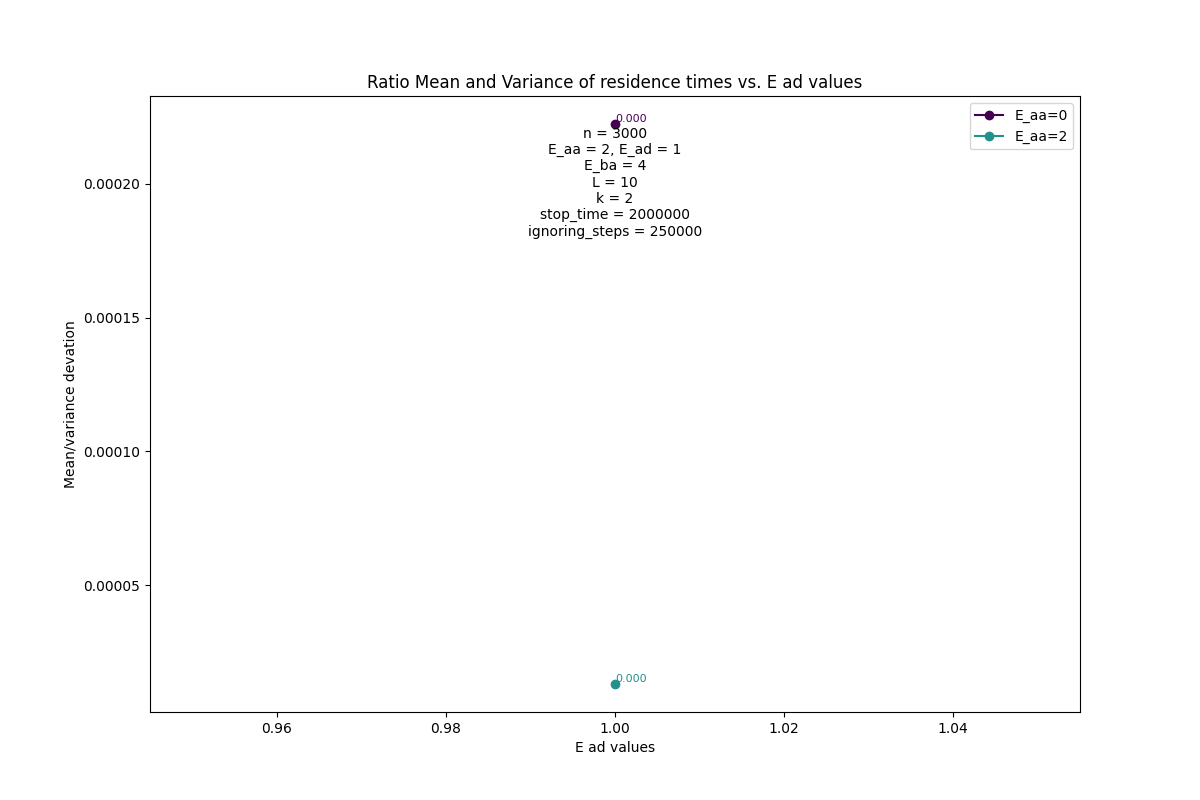 Ratio Mean and Variance of residence times vs. E ad values
E_aa=0
E_aa=2
0.000
n = 3000
E_aa = 2, E_ad = 1
E_ba = 4
L = 10
k = 2
stop_time = 2000000
ignoring_steps = 250000
0.00020
0.00015
0.00010
0.00005
Mean/variance devation
0.000
0.96
0.98
1.00
1.02
1.04
E ad values